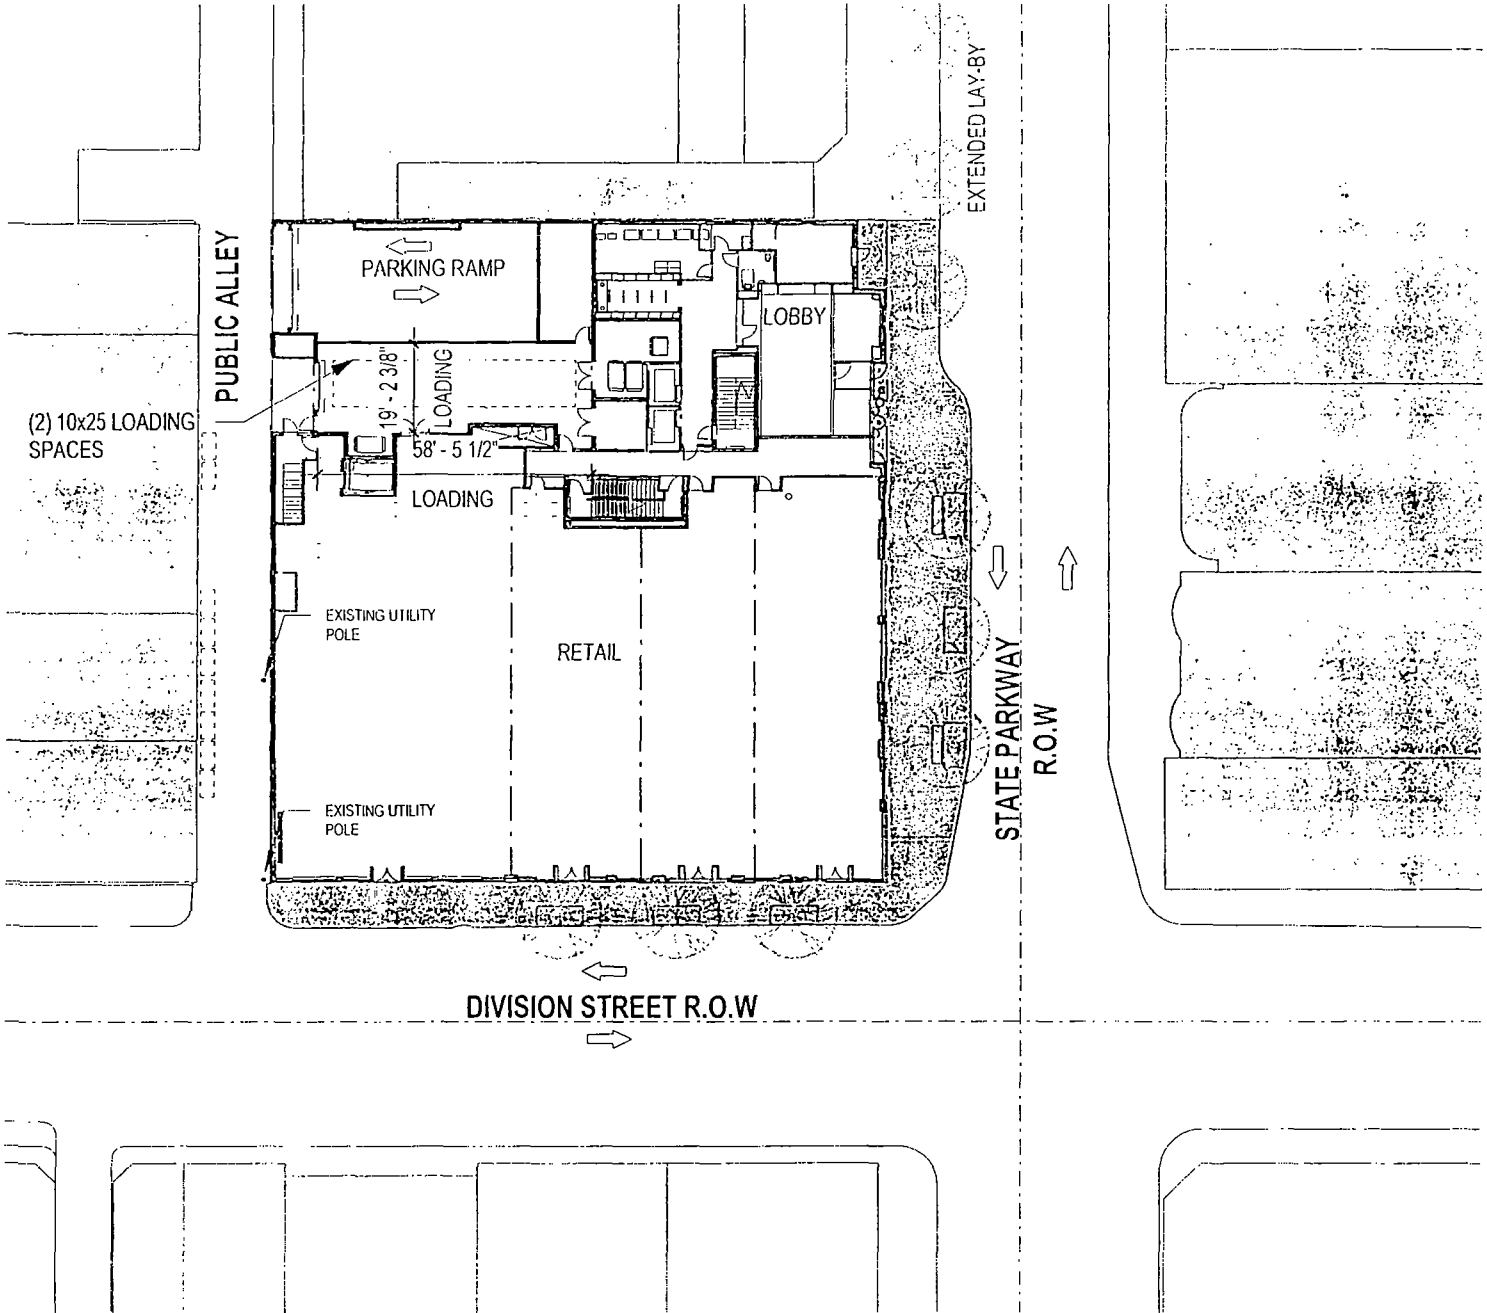 EXTENDED LAY-BY
PUBLIC ALLEY
PARKING RAMP
LOBBY
(2) 10x25 LOADING
SPACES
19' - 2 3/8"
LOADING
58' - 5 1/2"
LOADING
EXISTING UTILITY
POLE
RETAIL
STATE PARKWAY
R.O.W
EXISTING UTILITY
POLE
DIVISION STREET R.O.W